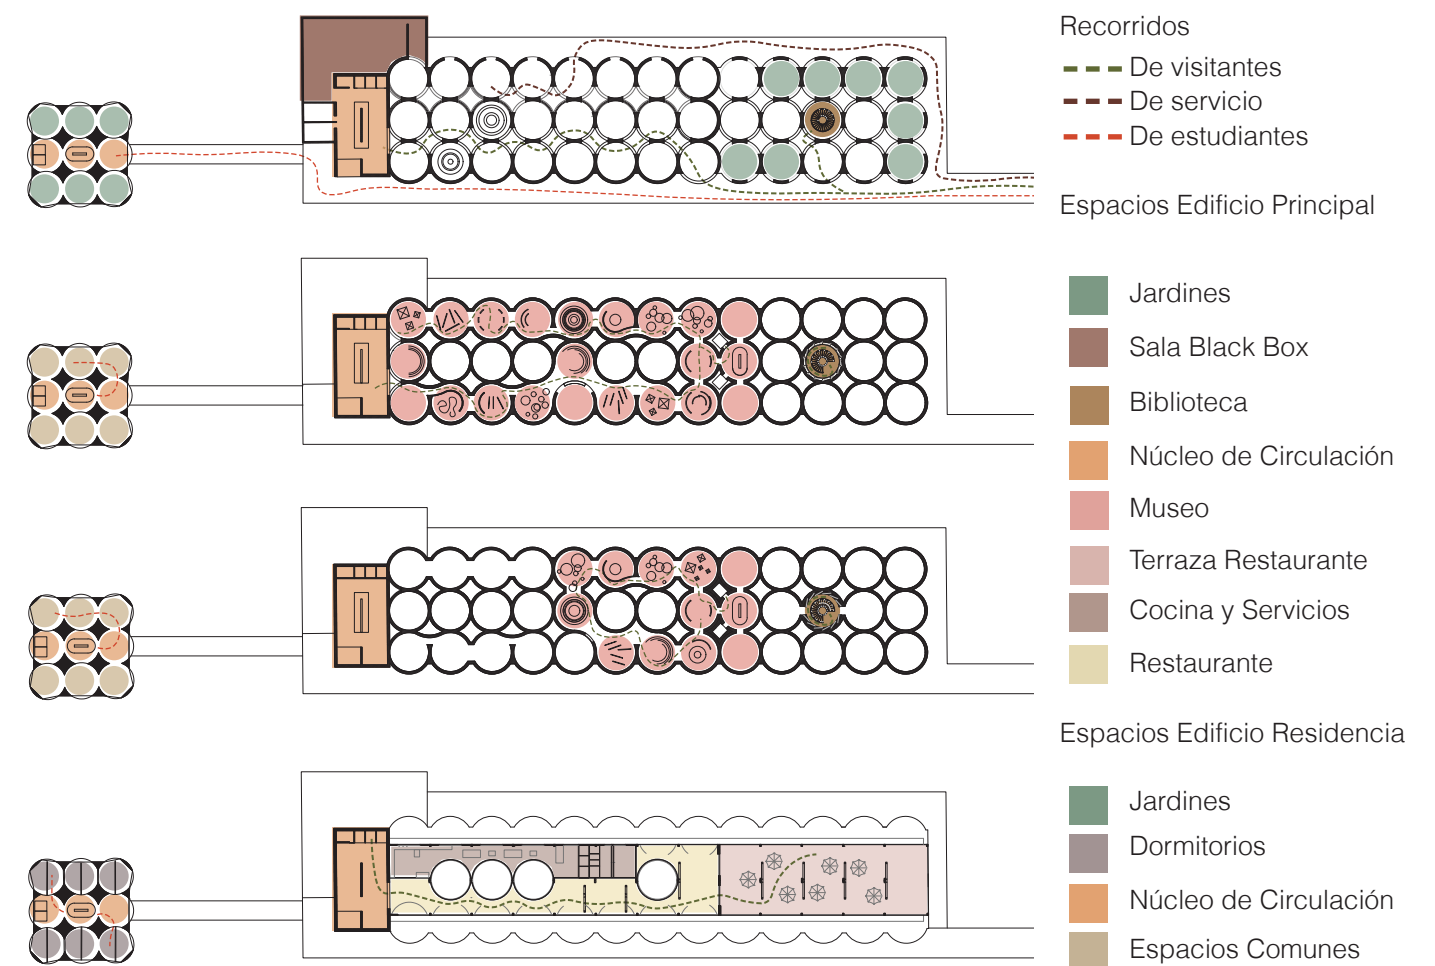 Recorridos
De visitantes
De servicio
De estudiantes
Espacios Edificio Principal
Jardines
Sala Black Box
Biblioteca
Núcleo de Circulación
Museo
Terraza Restaurante
Cocina y Servicios
Restaurante
Espacios Edificio Residencia
Jardines
Dormitorios
Núcleo de Circulación
Espacios Comunes